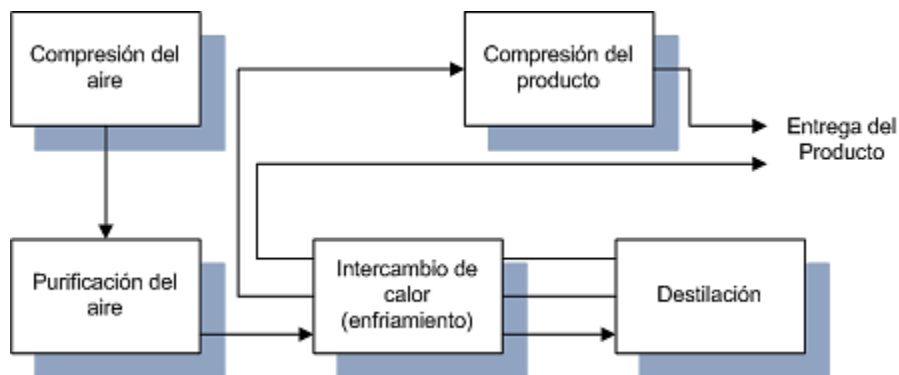 Compresión del
aire
Compresión del
producto
Entrega del
Producto
Purificación del
aire
Intercambio de
calor
(enfriamiento)
Destilación